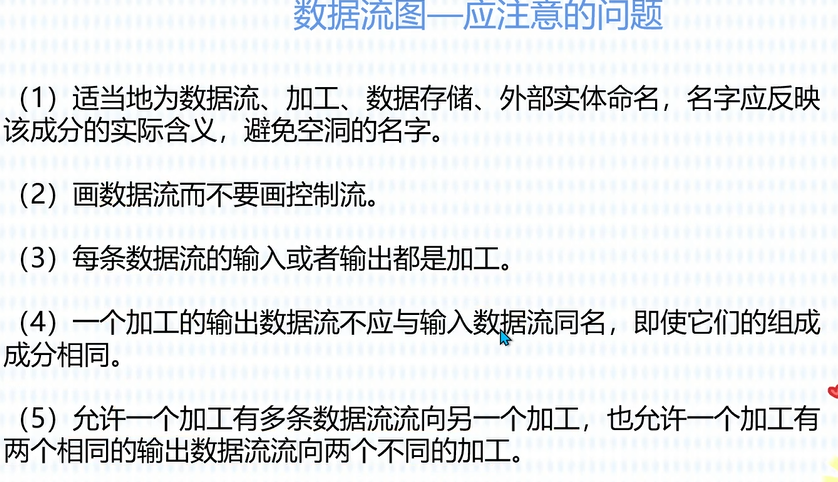 数据流图—应注意的问题
（1）适当地为数据流、加工、数据存储、外部实体命名，名字应反映
该成分的实际含义，避免空洞的名字。
（2）画数据流而不要画控制流。
（3）每条数据流的输入或者输出都是加工。
（4）一个加工的输出数据流不应与输入数据流同名，即使它们的组成
成分相同。
（5）允许一个加工有多条数据流流向另一个加工，也允许一个加工有
两个相同的输出数据流流向两个不同的加工。